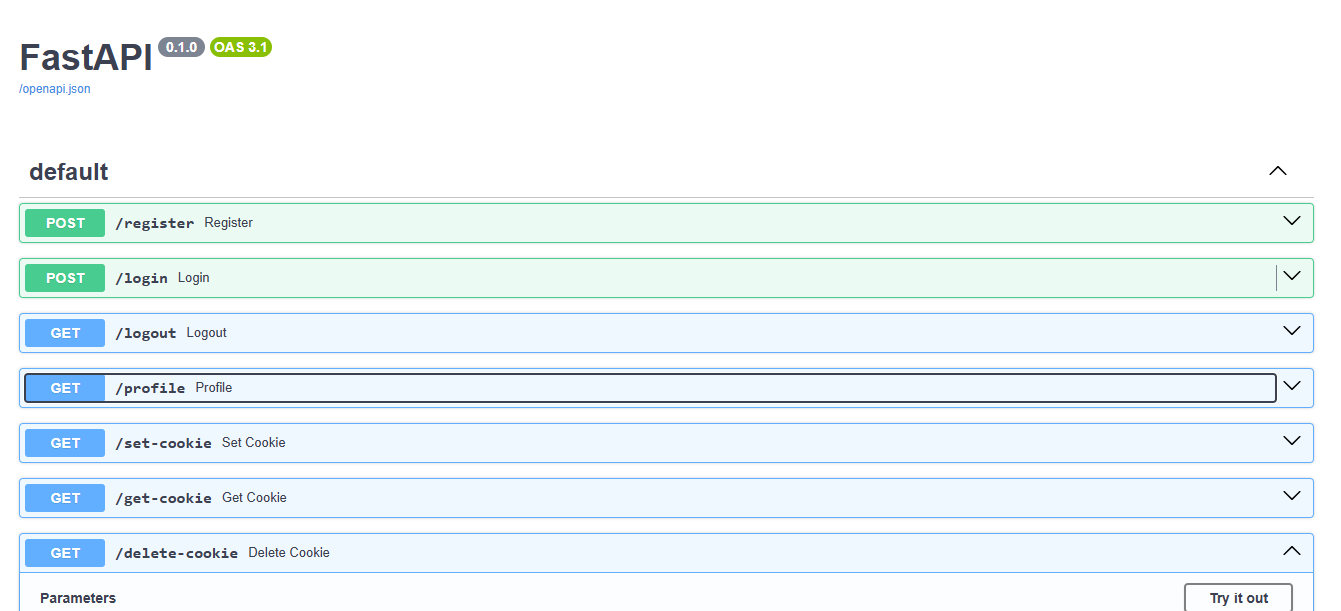 FastAPI 0.1.0 OAS 3.1
/openapi.json
default
POST /register Register
POST /login Login
GET /logout Logout
GET /profile Profile
GET /set-cookie Set Cookie
GET /get-cookie Get Cookie
GET /delete-cookie Delete Cookie
Parameters Try it out